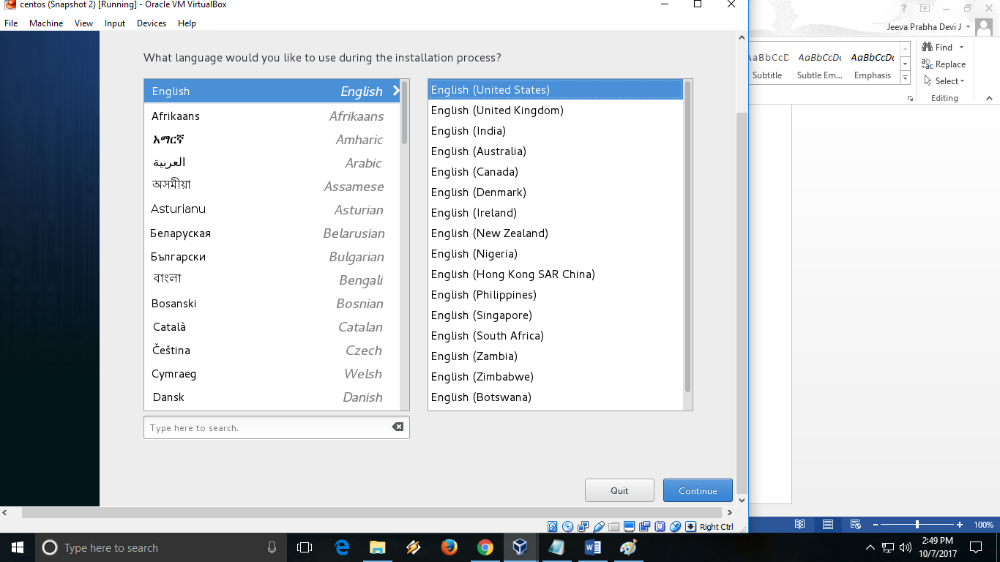 centos (Snapshot 2) [Running] - Oracle VM VirtualBox
File Machine View Input Devices Help
What language would you like to use during the installation process?
English English
Afrikaans Afrikaans
አማርኛ Amharic
العربية Arabic
অসমীয়া Assamese
Asturianu Asturian
Беларуская Belarusian
Български Bulgarian
বাংলা Bengali
Bosanski Bosnian
Català Catalan
Čeština Czech
Cymraeg Welsh
Dansk Danish
Type here to search.
English (United States)
English (United Kingdom)
English (India)
English (Australia)
English (Canada)
English (Denmark)
English (Ireland)
English (New Zealand)
English (Nigeria)
English (Hong Kong SAR China)
English (Philippines)
English (Singapore)
English (South Africa)
English (Zambia)
English (Zimbabwe)
English (Botswana)
Quit Continue
Right Ctrl
Jeeva Prabha Devi J
AaBbCcD AaBbCcDc AaBbCcDc
Subtitle Subtle Em... Emphasis
Find
Replace
Select
Editing
100%
Type here to search
2:49 PM
10/7/2017